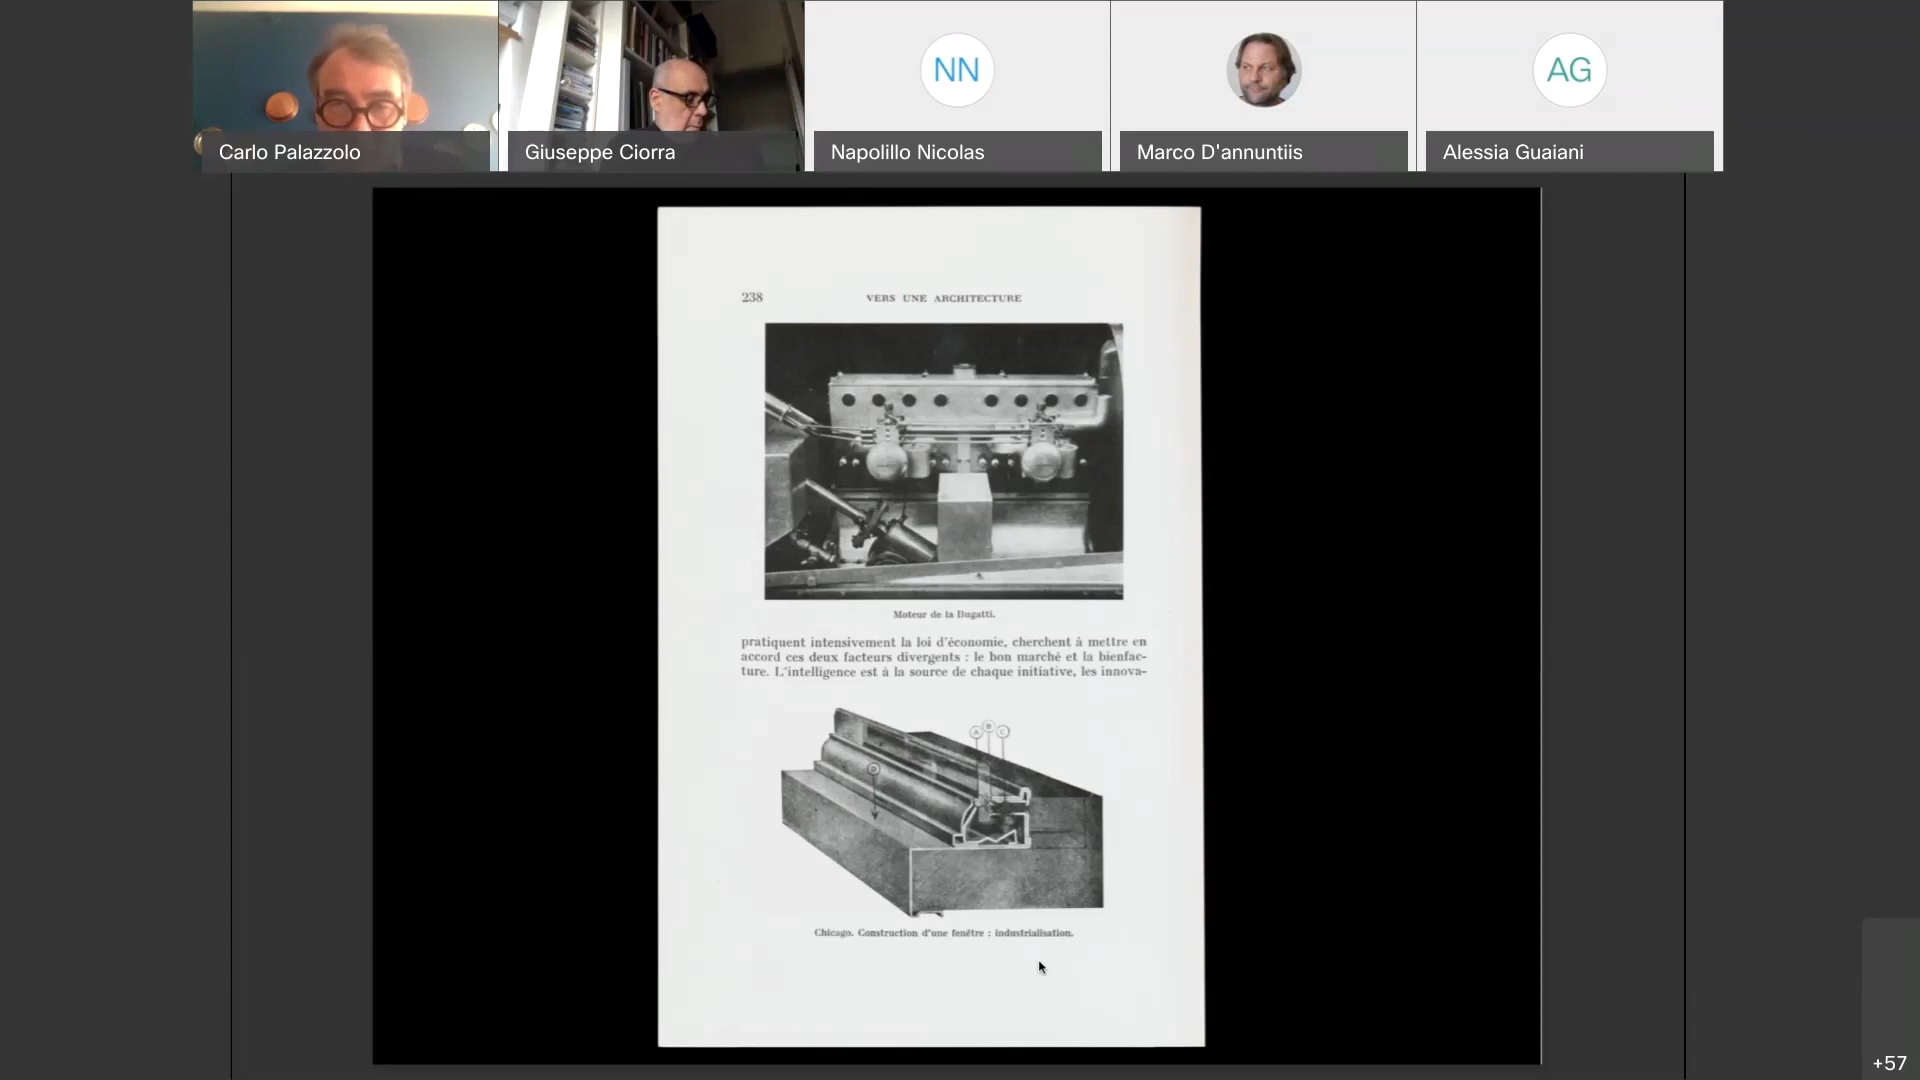 Carlo Palazzolo
Giuseppe Ciorra
NN
Napolillo Nicolas
Marco D'annuntiis
AG
Alessia Guaiani
238
VERS UNE ARCHITECTURE
Moteur de la Bugatti.
pratiquent intensivement la loi d'économie, cherchent à mettre en
accord ces deux facteurs divergents : le bon marché et la bienfac-
ture. L'intelligence est à la source de chaque initiative, les innova-
A B C
D
Chicago. Construction d'une fenêtre : industrialisation.
+57